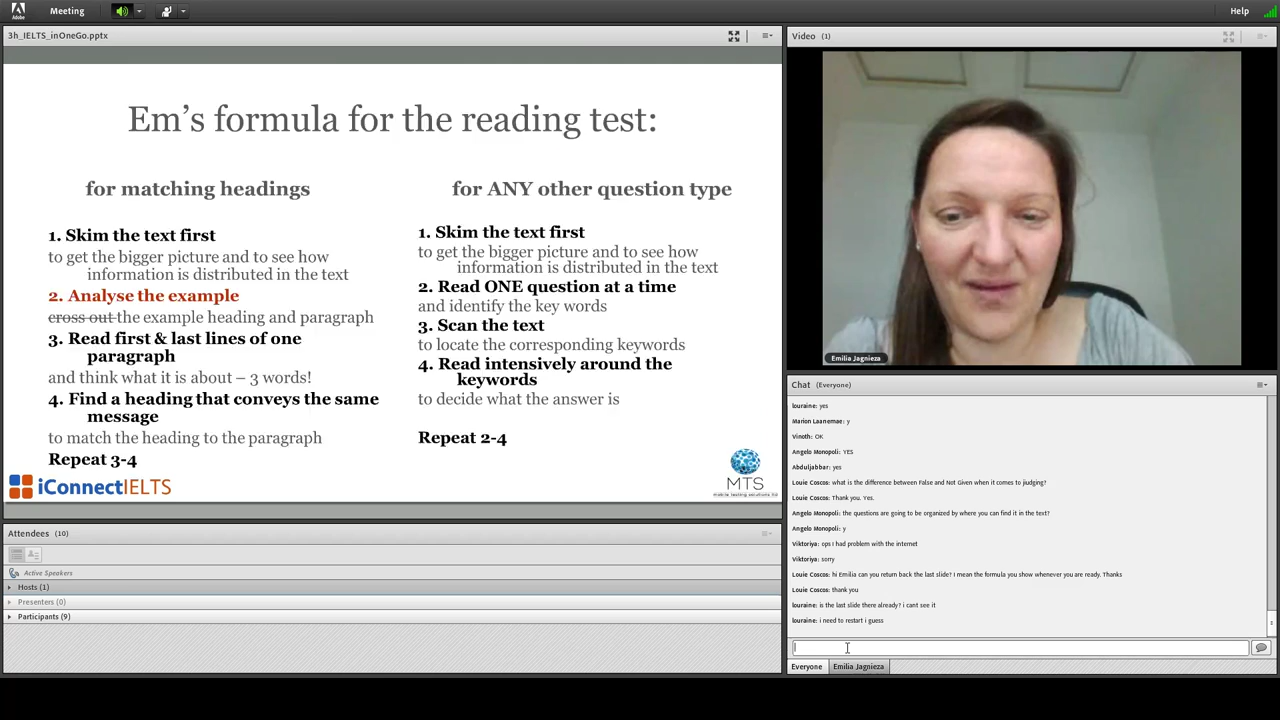 Meeting
Help
3h_IELTS_inOneGo.pptx
Em's formula for the reading test:
for matching headings
1. Skim the text first
to get the bigger picture and to see how
information is distributed in the text
2. Analyse the example
cross out the example heading and paragraph
3. Read first & last lines of one
paragraph
and think what it is about – 3 words!
4. Find a heading that conveys the same
message
to match the heading to the paragraph
Repeat 3-4
for ANY other question type
1. Skim the text first
to get the bigger picture and to see how
information is distributed in the text
2. Read ONE question at a time
and identify the key words
3. Scan the text
to locate the corresponding keywords
4. Read intensively around the
keywords
to decide what the answer is
Repeat 2-4
iConnectIELTS
MTS
mobile testing solutions ltd
Attendees (10)
Active Speakers
Hosts (1)
Presenters (0)
Participants (9)
Video (1)
Emilia Jagnieza
Chat (Everyone)
louraine: yes
Marion Laanemae: y
Vinoth: OK
Angelo Monopoli: YES
Abduljabbar: yes
Louie Coscos: what is the difference between False and Not Given when it comes to jiudging?
Louie Coscos: Thank you. Yes.
Angelo Monopoli: the questions are going to be organized by where you can find it in the text?
Angelo Monopoli: y
Viktoriya: ops I had problem with the internet
Viktoriya: sorry
Louie Coscos: hi Emilia can you return back the last slide? I mean the formula you show whenever you are ready. Thanks
Louie Coscos: thank you
louraine: is the last slide there already? i cant see it
louraine: i need to restart i guess
Everyone
Emilia Jagnieza